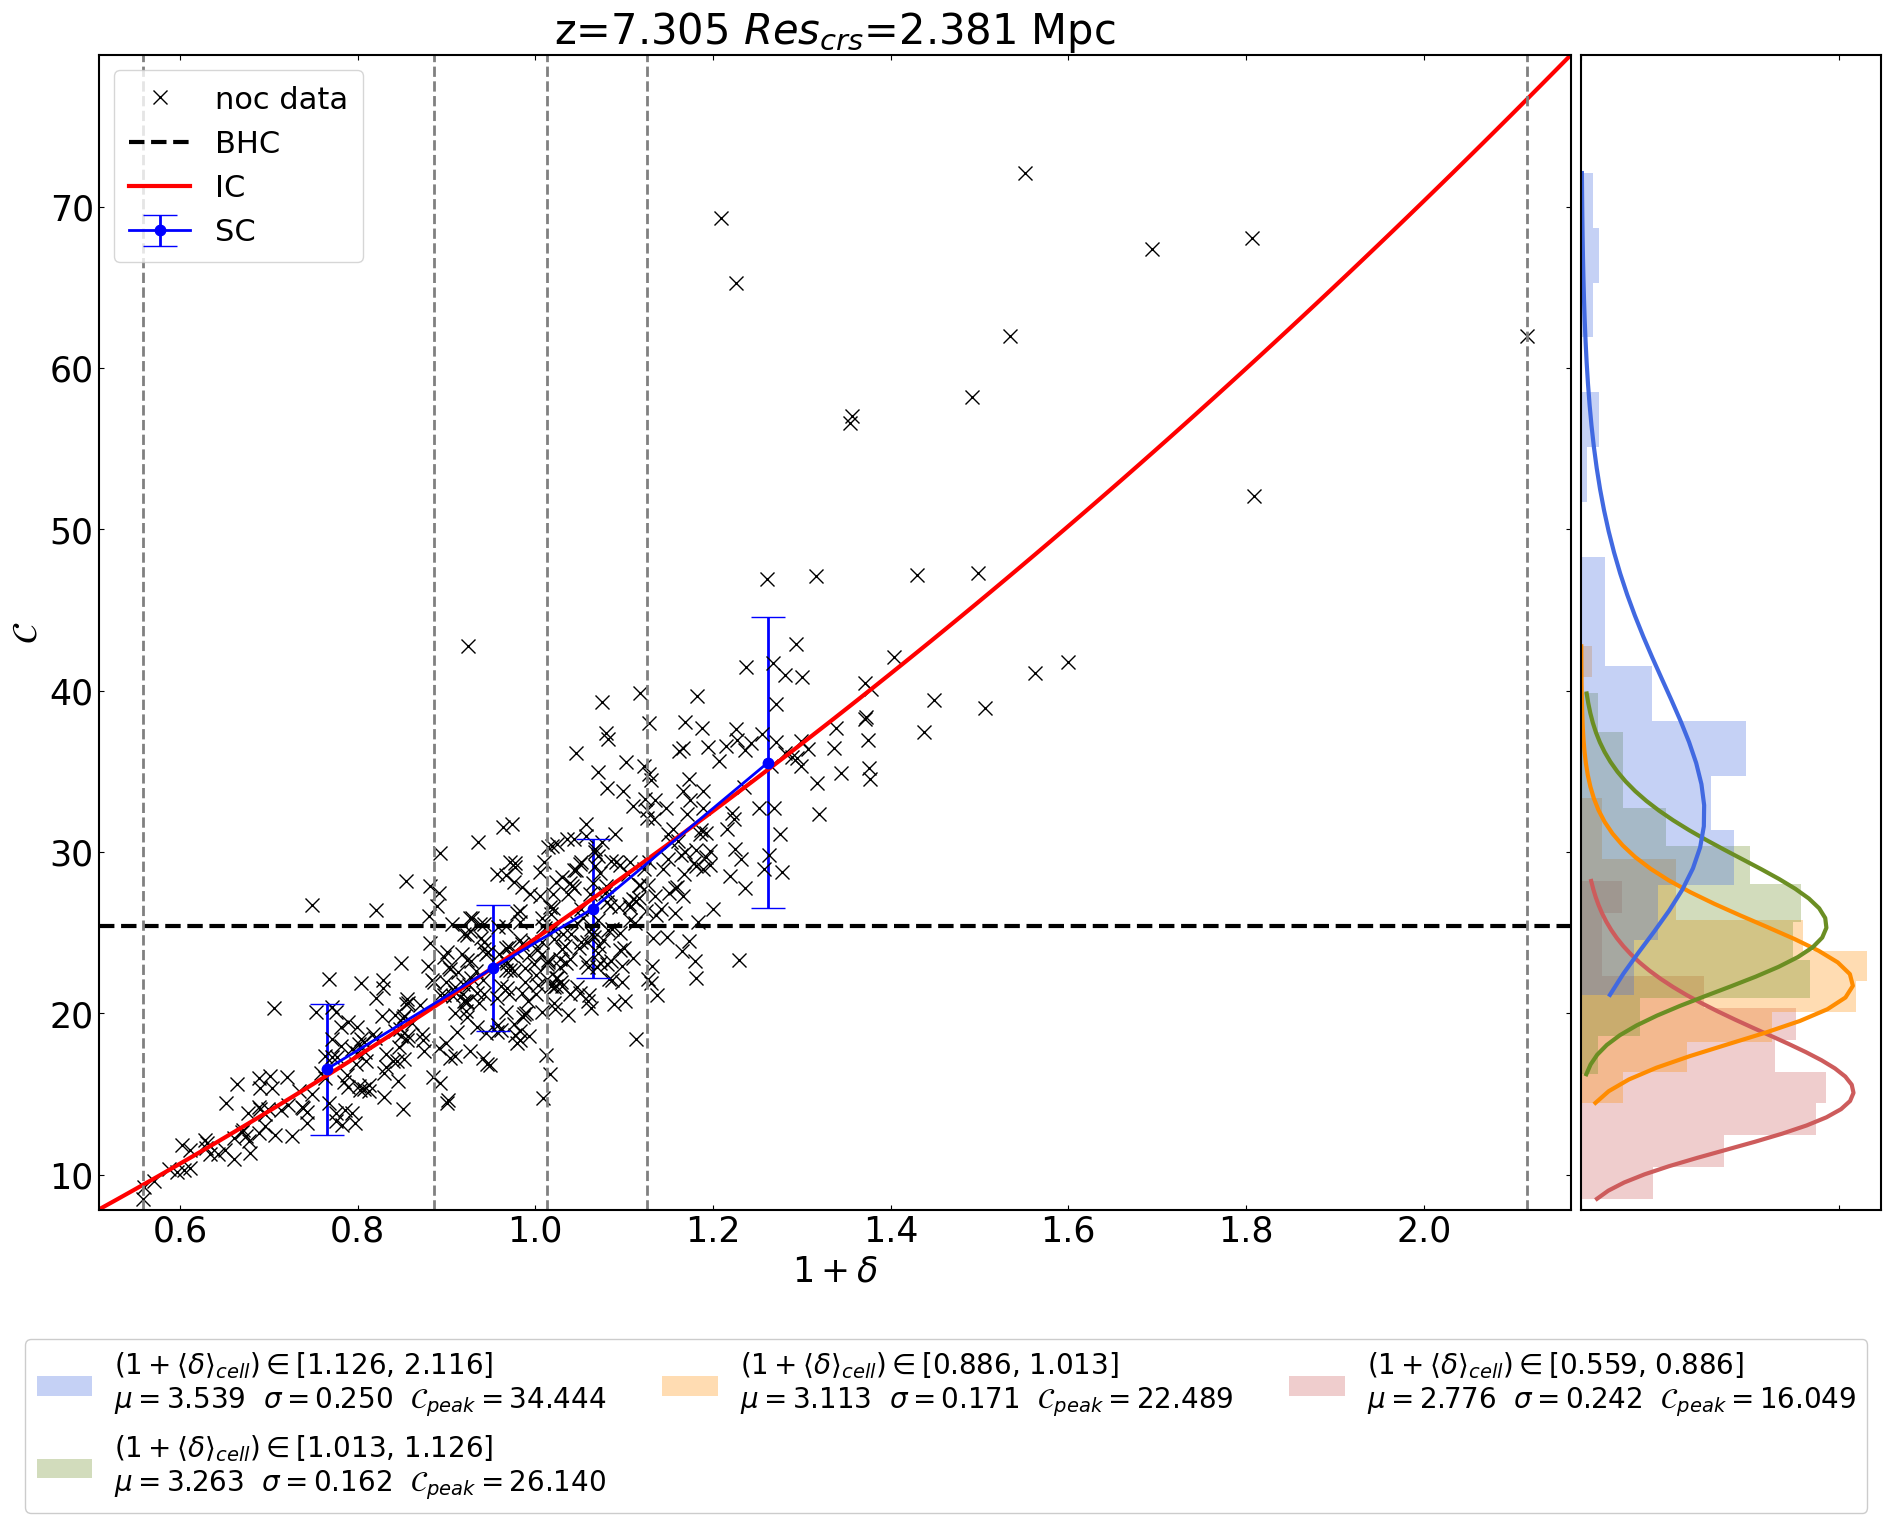 z=7.305 Res_crs=2.381 Mpc
noc data
BHC
IC
SC
70
60
50
40
30
20
10
𝒞
0.6 0.8 1.0 1.2 1.4 1.6 1.8 2.0
1 + δ
(1 + ⟨δ⟩_cell) ∈ [1.126, 2.116]
μ = 3.539 σ = 0.250 𝒞_peak = 34.444
(1 + ⟨δ⟩_cell) ∈ [1.013, 1.126]
μ = 3.263 σ = 0.162 𝒞_peak = 26.140
(1 + ⟨δ⟩_cell) ∈ [0.886, 1.013]
μ = 3.113 σ = 0.171 𝒞_peak = 22.489
(1 + ⟨δ⟩_cell) ∈ [0.559, 0.886]
μ = 2.776 σ = 0.242 𝒞_peak = 16.049